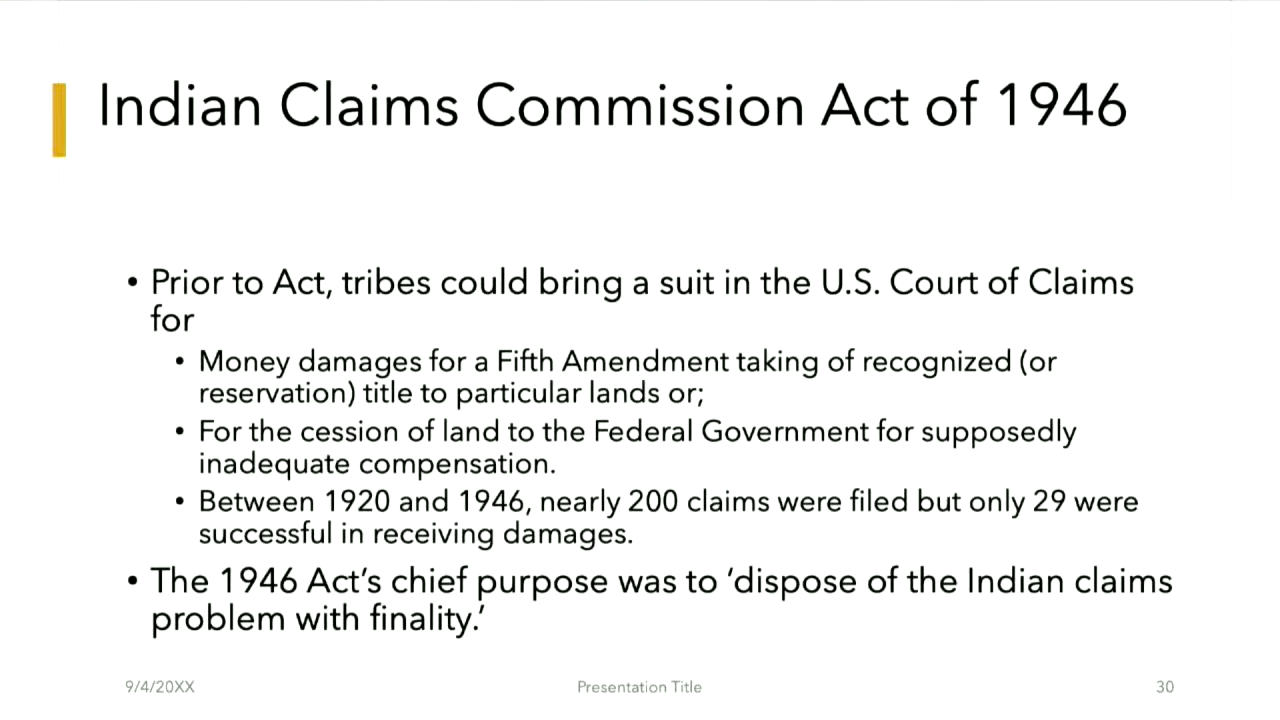 Indian Claims Commission Act of 1946
• Prior to Act, tribes could bring a suit in the U.S. Court of Claims
for
• Money damages for a Fifth Amendment taking of recognized (or
reservation) title to particular lands or;
• For the cession of land to the Federal Government for supposedly
inadequate compensation.
• Between 1920 and 1946, nearly 200 claims were filed but only 29 were
successful in receiving damages.
• The 1946 Act’s chief purpose was to ‘dispose of the Indian claims
problem with finality.’
9/4/20XX
Presentation Title
30